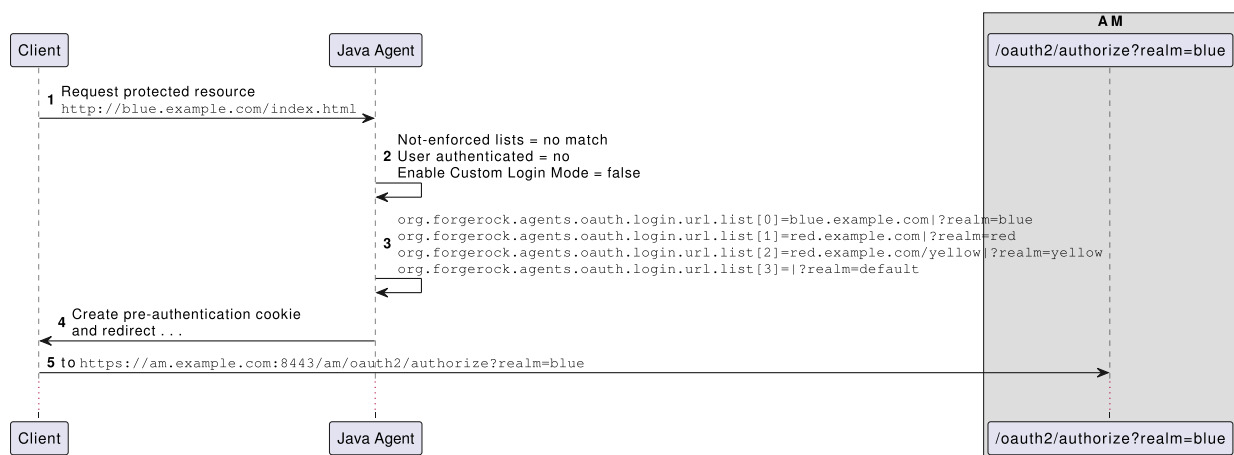 AM
Client
Java Agent
/oauth2/authorize?realm=blue
1 Request protected resource
http://blue.example.com/index.html
Not-enforced lists = no match
2 User authenticated = no
Enable Custom Login Mode = false
org.forgerock.agents.oauth.login.url.list[0]=blue.example.com|?realm=blue
3 org.forgerock.agents.oauth.login.url.list[1]=red.example.com|?realm=red
org.forgerock.agents.oauth.login.url.list[2]=red.example.com/yellow|?realm=yellow
org.forgerock.agents.oauth.login.url.list[3]=|?realm=default
4 Create pre-authentication cookie
and redirect . . .
5 to https://am.example.com:8443/am/oauth2/authorize?realm=blue
Client
Java Agent
/oauth2/authorize?realm=blue